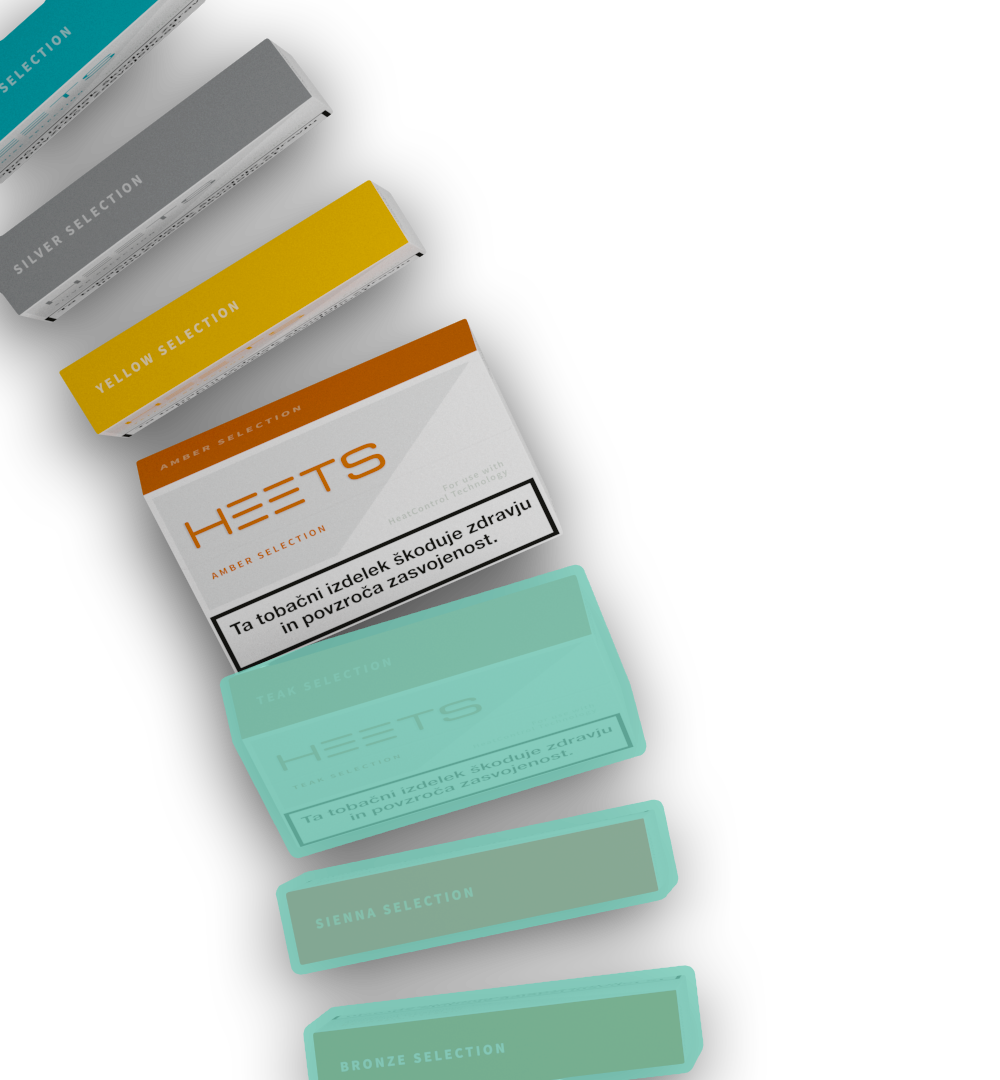 SELECTION
SILVER SELECTION
YELLOW SELECTION
AMBER SELECTION
HEETS
AMBER SELECTION
For use with
HeatControl Technology
Ta tobačni izdelek škoduje zdravju
in povzroča zasvojenost.
TEAK SELECTION
HEETS
TEAK SELECTION
Ta tobačni izdelek škoduje zdravju
in povzroča zasvojenost.
SIENNA SELECTION
BRONZE SELECTION